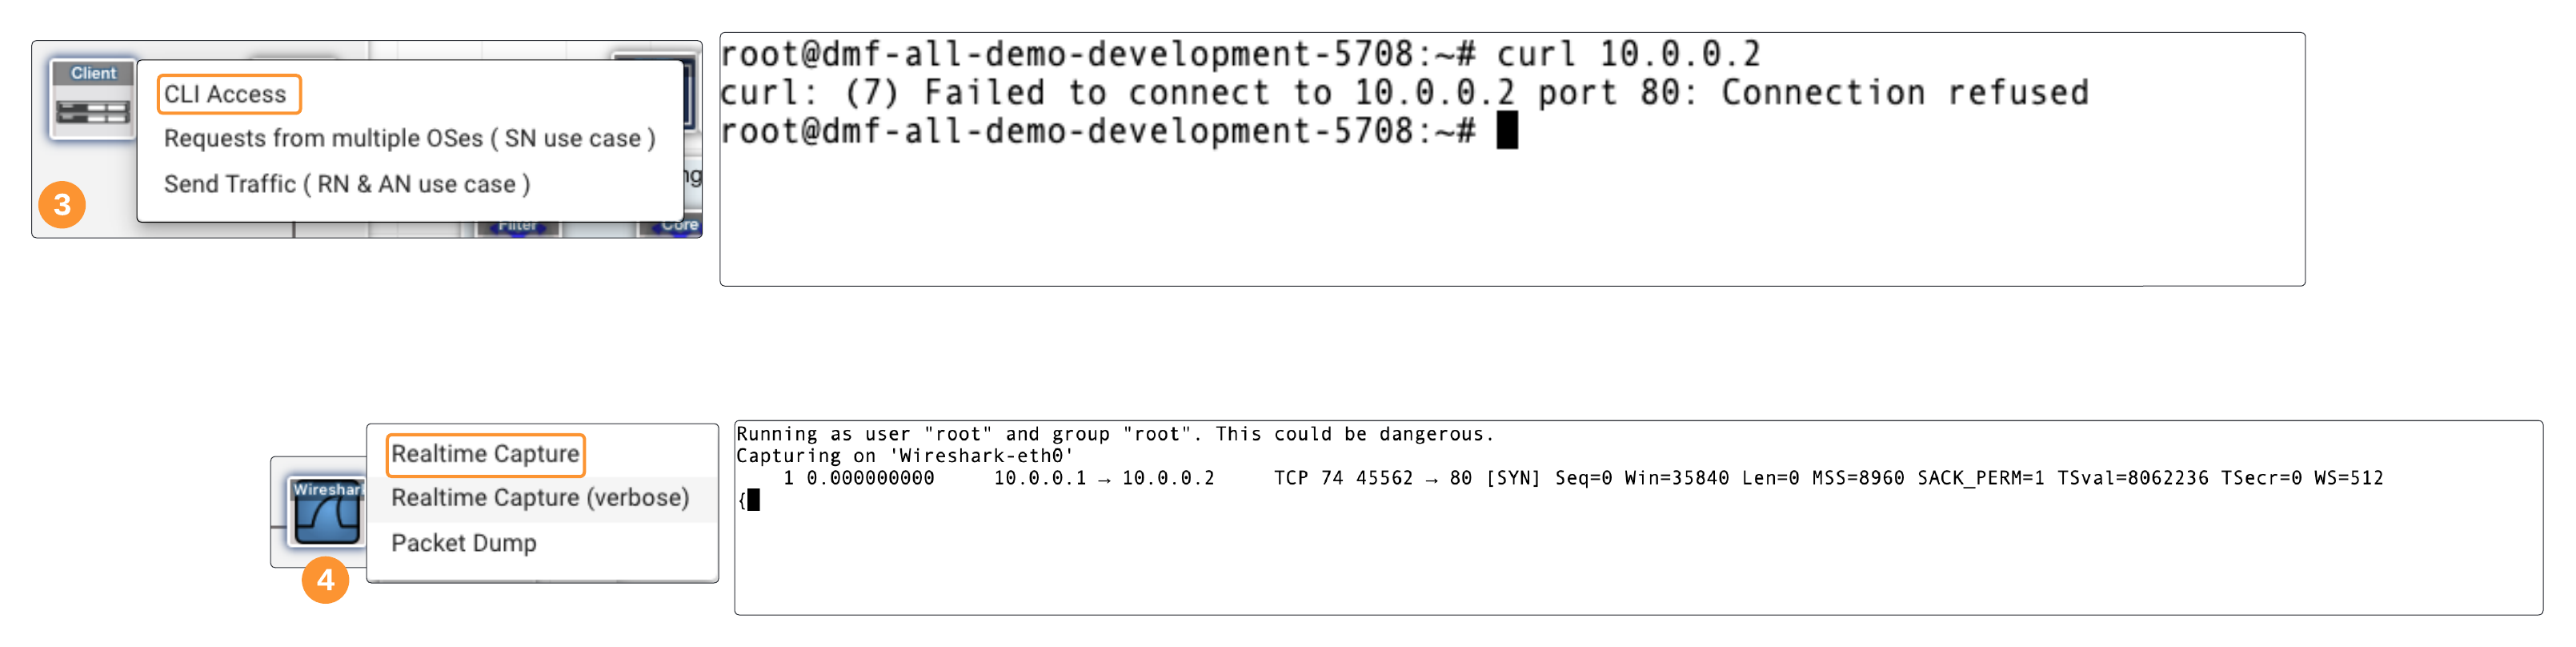 Client
CLI Access
Requests from multiple OSes ( SN use case )
Send Traffic ( RN & AN use case )
ng
3
Filter
Core
root@dmf-all-demo-development-5708:~# curl 10.0.0.2
curl: (7) Failed to connect to 10.0.0.2 port 80: Connection refused
root@dmf-all-demo-development-5708:~#
Wireshar
Realtime Capture
Realtime Capture (verbose)
Packet Dump
4
Running as user "root" and group "root". This could be dangerous.
Capturing on 'Wireshark-eth0'
1 0.000000000 10.0.0.1 → 10.0.0.2 TCP 74 45562 → 80 [SYN] Seq=0 Win=35840 Len=0 MSS=8960 SACK_PERM=1 TSval=8062236 TSecr=0 WS=512
{